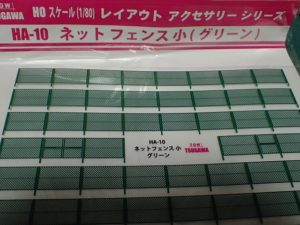 TSUGAWA HO スケール(1/80) レイアウト アクセサリー シリーズ
HA-10 ネットフェンス小(グリーン)
HA-10
ネットフェンス小
グリーン
TSUGAWA